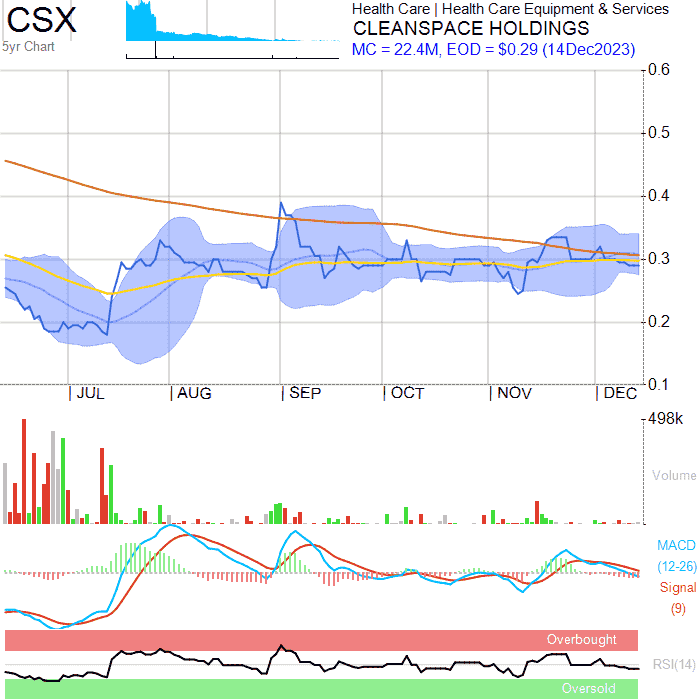 CSX
5yr Chart
Health Care | Health Care Equipment & Services
CLEANSPACE HOLDINGS
MC = 22.4M, EOD = $0.29 (14Dec2023)
0.6
0.5
0.4
0.3
0.2
0.1
| JUL | AUG | SEP | OCT | NOV | DEC
498k
Volume
MACD
(12-26)
Signal
(9)
Overbought
RSI(14)
Oversold